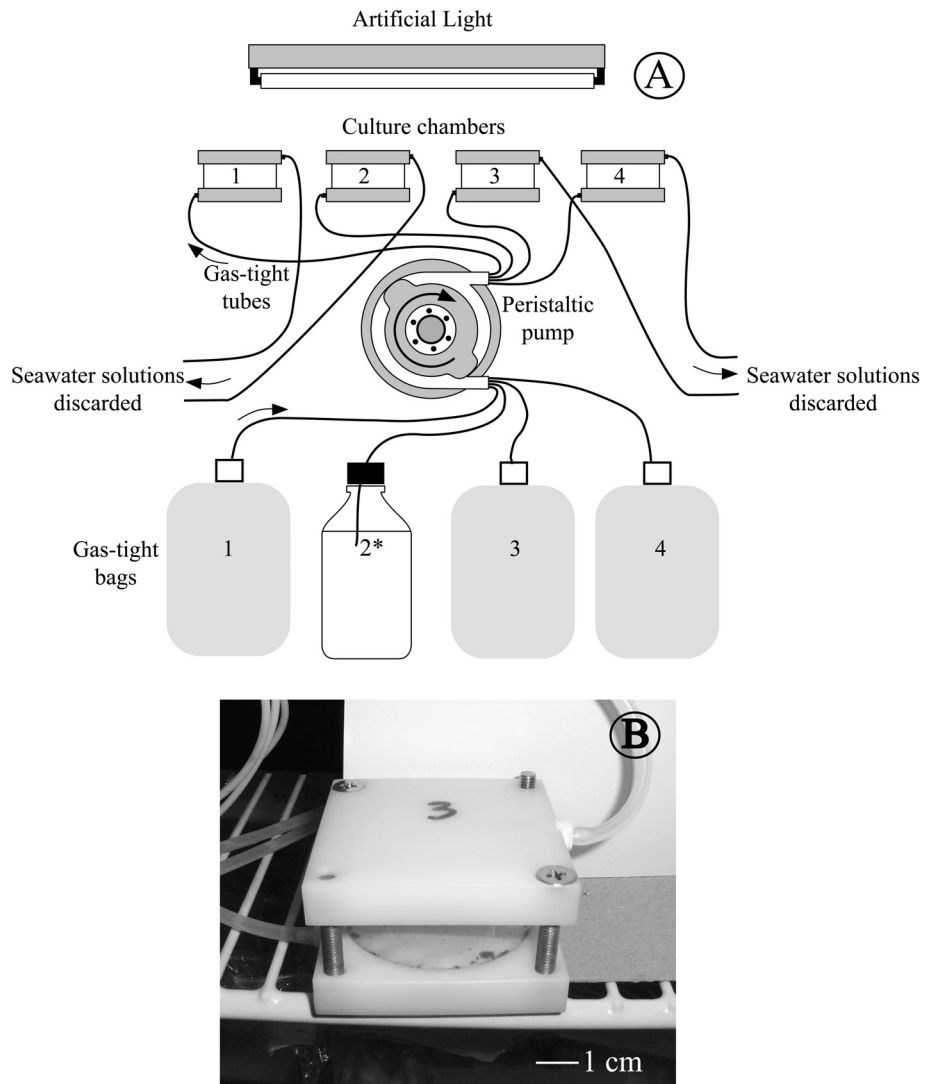 Artificial Light
A
Culture chambers
1
2
3
4
Gas-tight
tubes
Peristaltic
pump
Seawater solutions
discarded
Seawater solutions
discarded
Gas-tight
bags
1
2*
3
4
B
3
1 cm